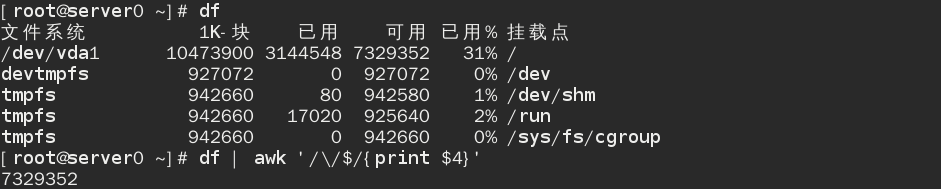 [root@server0 ~]# df
文件系统 1K-块 已用 可用 已用% 挂载点
/dev/vda1 10473900 3144548 7329352 31% /
devtmpfs 927072 0 927072 0% /dev
tmpfs 942660 80 942580 1% /dev/shm
tmpfs 942660 17020 925640 2% /run
tmpfs 942660 0 942660 0% /sys/fs/cgroup
[root@server0 ~]# df | awk '/\/$/{print $4}'
7329352